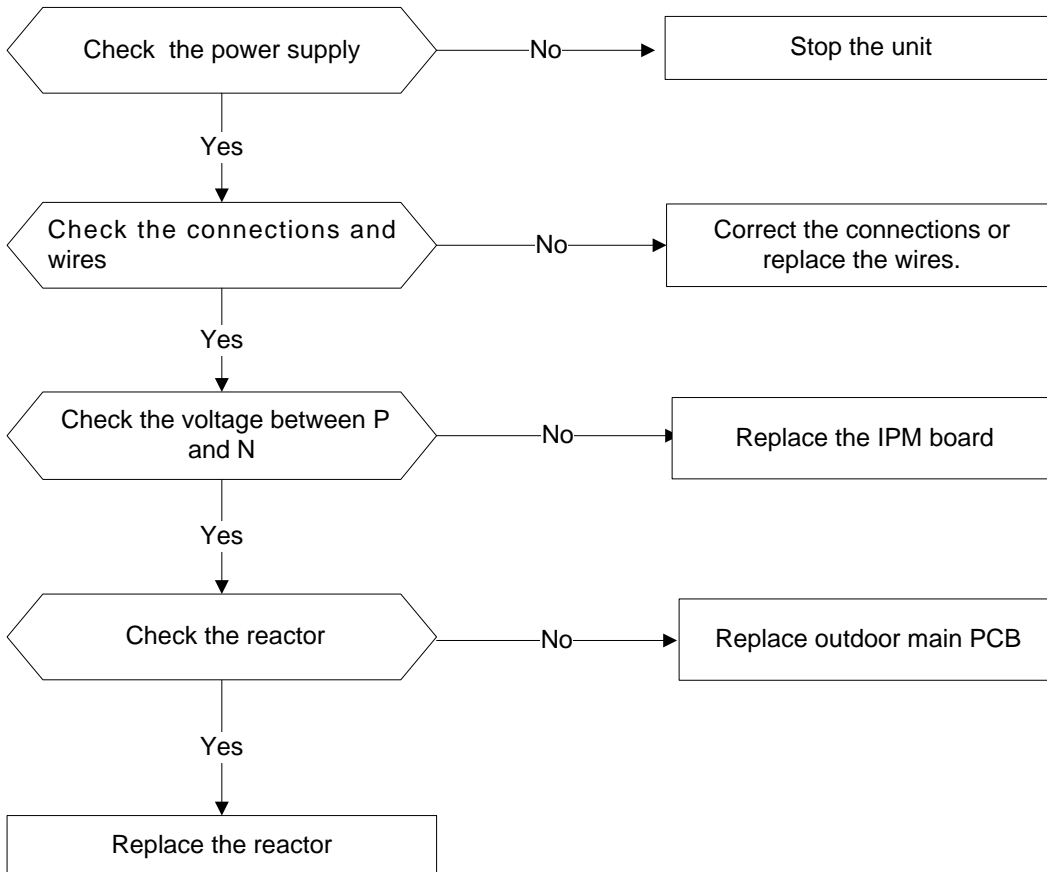 Check the power supply
No
Stop the unit
Yes
Check the connections and
wires
No
Correct the connections or
replace the wires.
Yes
Check the voltage between P
and N
No
Replace the IPM board
Yes
Check the reactor
No
Replace outdoor main PCB
Yes
Replace the reactor